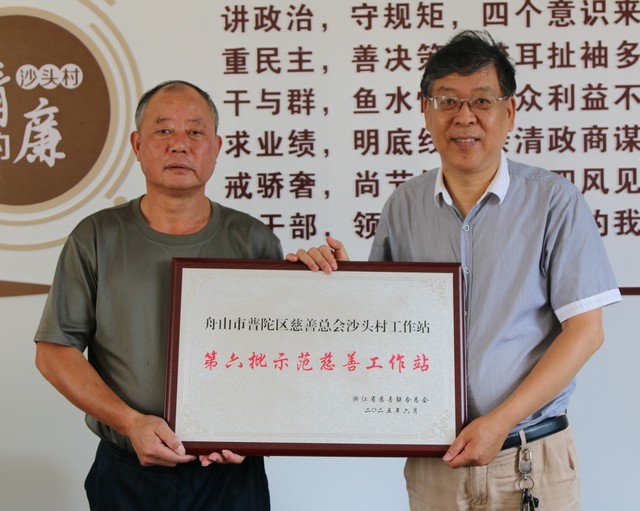 沙头村
清
的
廉
讲政治，守规矩，四个意识来
重民主，善决策 耳扯袖多
干与群，鱼水情 众利益不
求业绩，明底线 清政商谋
戒骄奢，尚节 风见
干部，领 的我
舟山市普陀区慈善总会沙头村工作站
第六批示范慈善工作站
浙江省慈善联合总会
二〇二五年六月